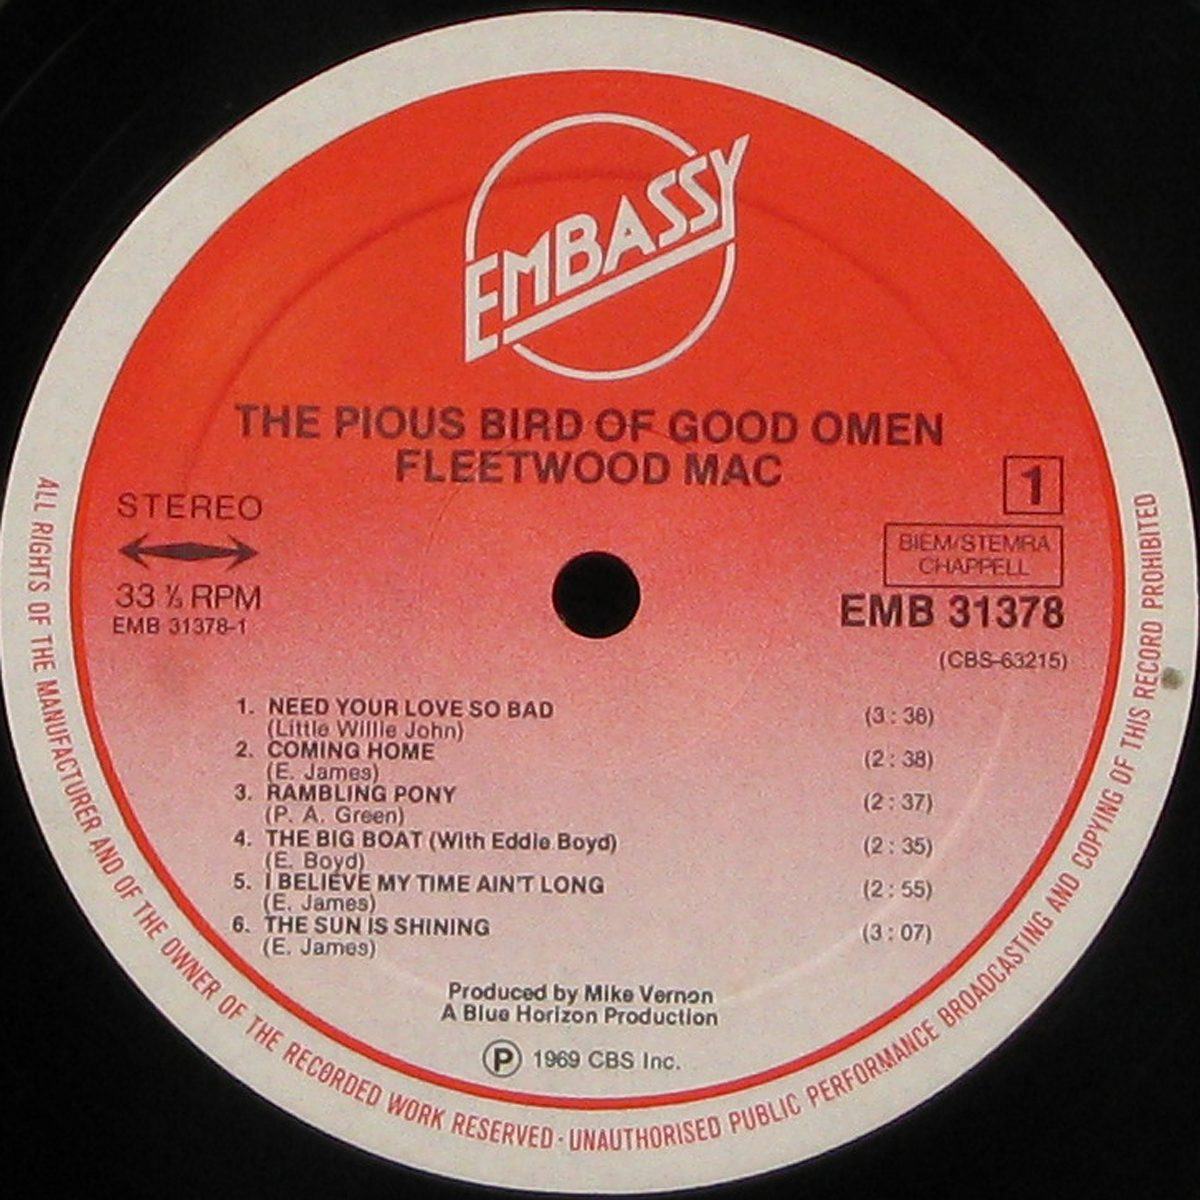 EMBASSY
THE PIOUS BIRD OF GOOD OMEN
FLEETWOOD MAC
1
STEREO
BIEM/STEMRA
CHAPPELL
33 ⅓ RPM
EMB 31378
EMB 31378-1
(CBS-63215)
1. NEED YOUR LOVE SO BAD (3 : 36)
(Little Willie John)
2. COMING HOME (2 : 38)
(E. James)
3. RAMBLING PONY (2 : 37)
(P. A. Green)
4. THE BIG BOAT (With Eddie Boyd) (2 : 35)
(E. Boyd)
5. I BELIEVE MY TIME AIN'T LONG (2 : 55)
(E. James)
6. THE SUN IS SHINING (3 : 07)
(E. James)
Produced by Mike Vernon
A Blue Horizon Production
Ⓟ 1969 CBS Inc.
ALL RIGHTS OF THE MANUFACTURER AND OF THE OWNER OF THE RECORDED WORK RESERVED · UNAUTHORISED PUBLIC PERFORMANCE BROADCASTING AND COPYING OF THIS RECORD PROHIBITED